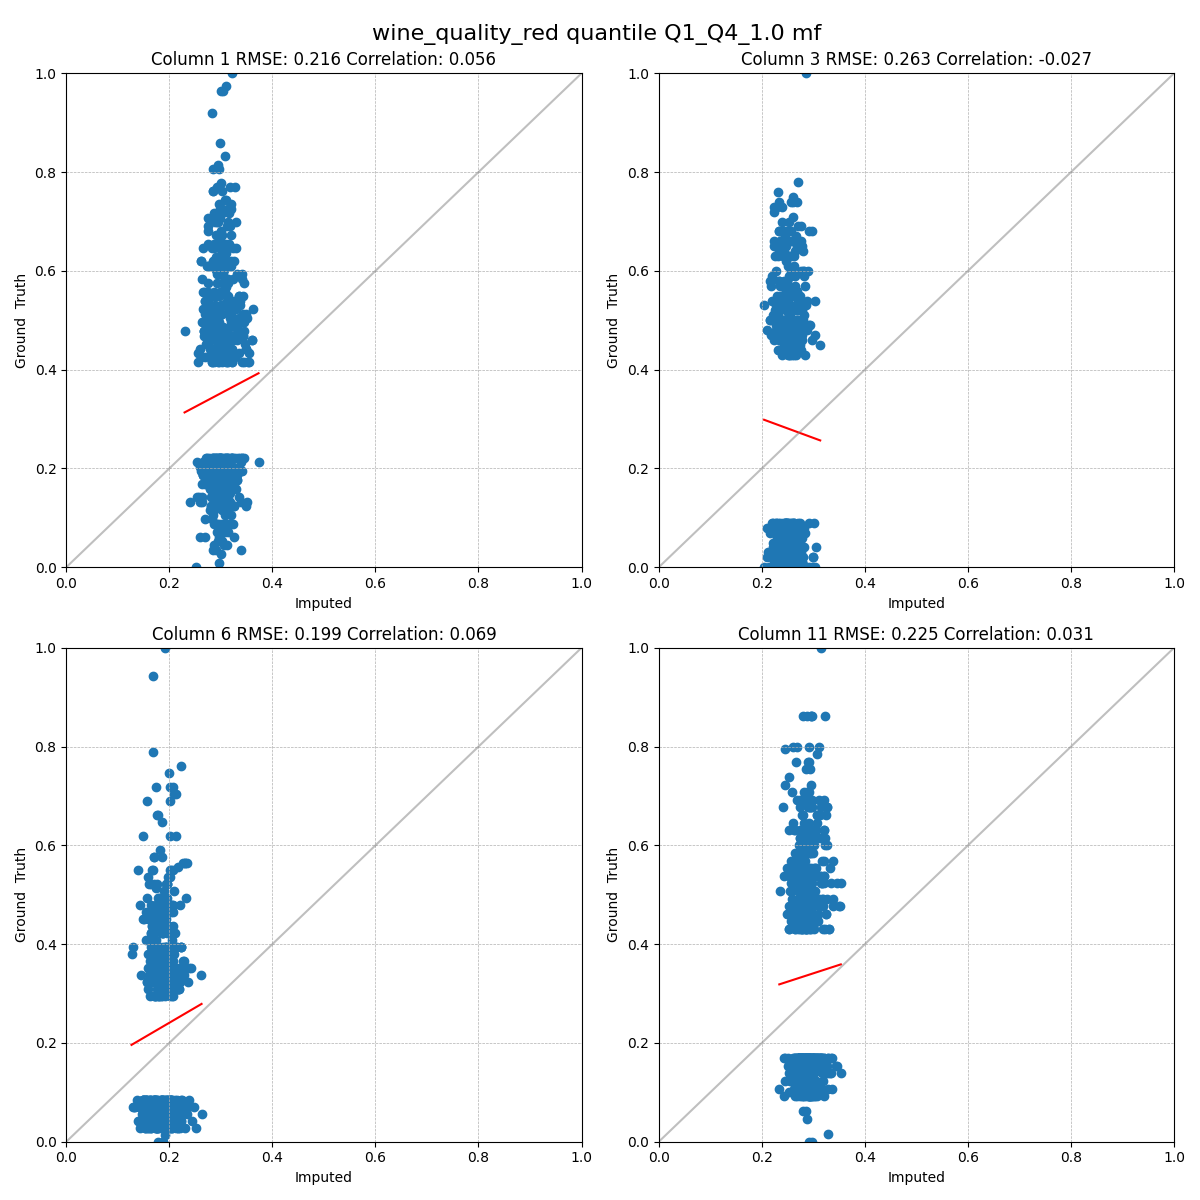 wine_quality_red quantile Q1_Q4_1.0 mf
Column 1 RMSE: 0.216 Correlation: 0.056
1.0
0.8
0.6
0.4
0.2
0.0
Ground Truth
0.0 0.2 0.4 0.6 0.8 1.0
Imputed
Column 3 RMSE: 0.263 Correlation: -0.027
1.0
0.8
0.6
0.4
0.2
0.0
Ground Truth
0.0 0.2 0.4 0.6 0.8 1.0
Imputed
Column 6 RMSE: 0.199 Correlation: 0.069
1.0
0.8
0.6
0.4
0.2
0.0
Ground Truth
0.0 0.2 0.4 0.6 0.8 1.0
Imputed
Column 11 RMSE: 0.225 Correlation: 0.031
1.0
0.8
0.6
0.4
0.2
0.0
Ground Truth
0.0 0.2 0.4 0.6 0.8 1.0
Imputed